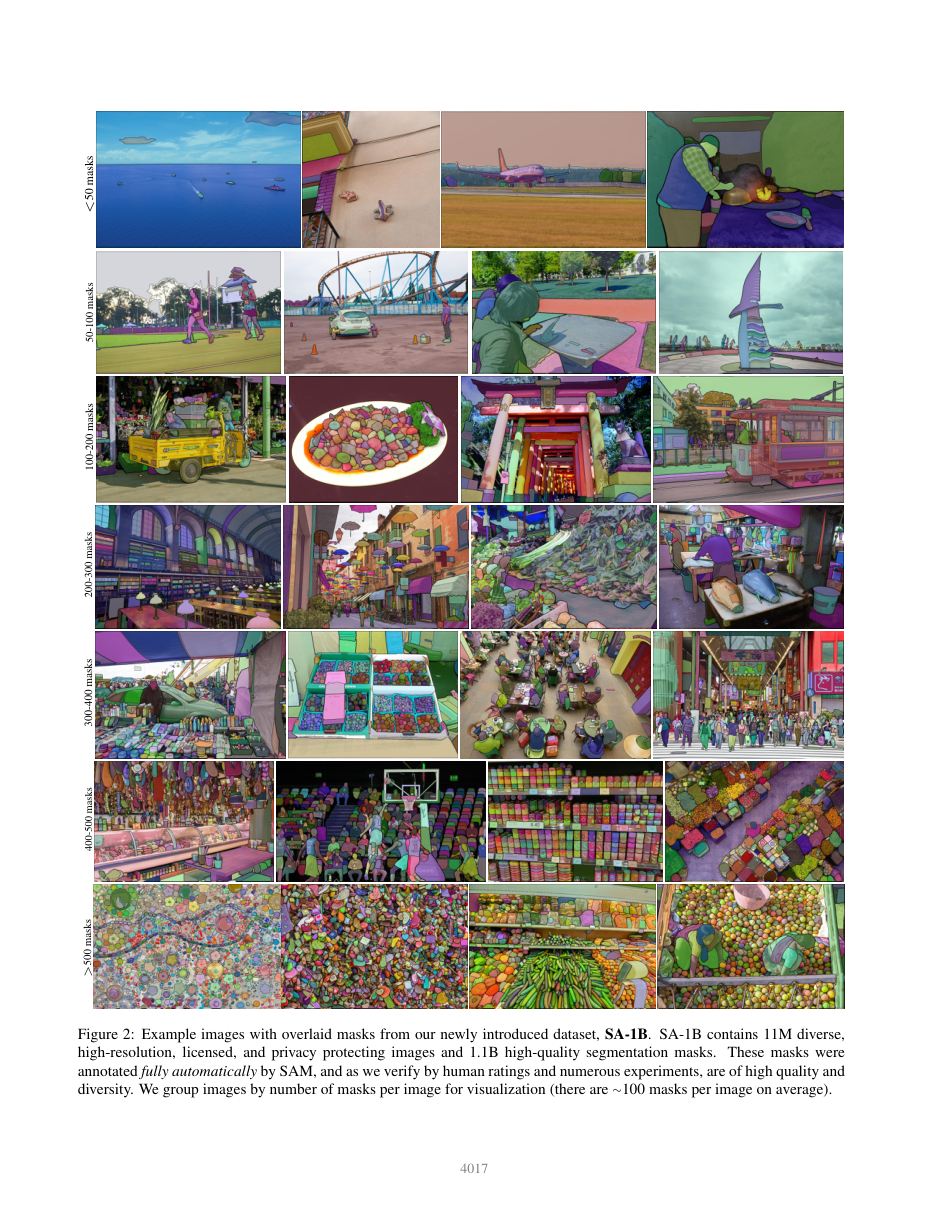 <50 masks
50-100 masks
100-200 masks
200-300 masks
300-400 masks
400-500 masks
>500 masks
Figure 2: Example images with overlaid masks from our newly introduced dataset, SA-1B. SA-1B contains 11M diverse,
high-resolution, licensed, and privacy protecting images and 1.1B high-quality segmentation masks. These masks were
annotated fully automatically by SAM, and as we verify by human ratings and numerous experiments, are of high quality and
diversity. We group images by number of masks per image for visualization (there are ∼100 masks per image on average).
4017